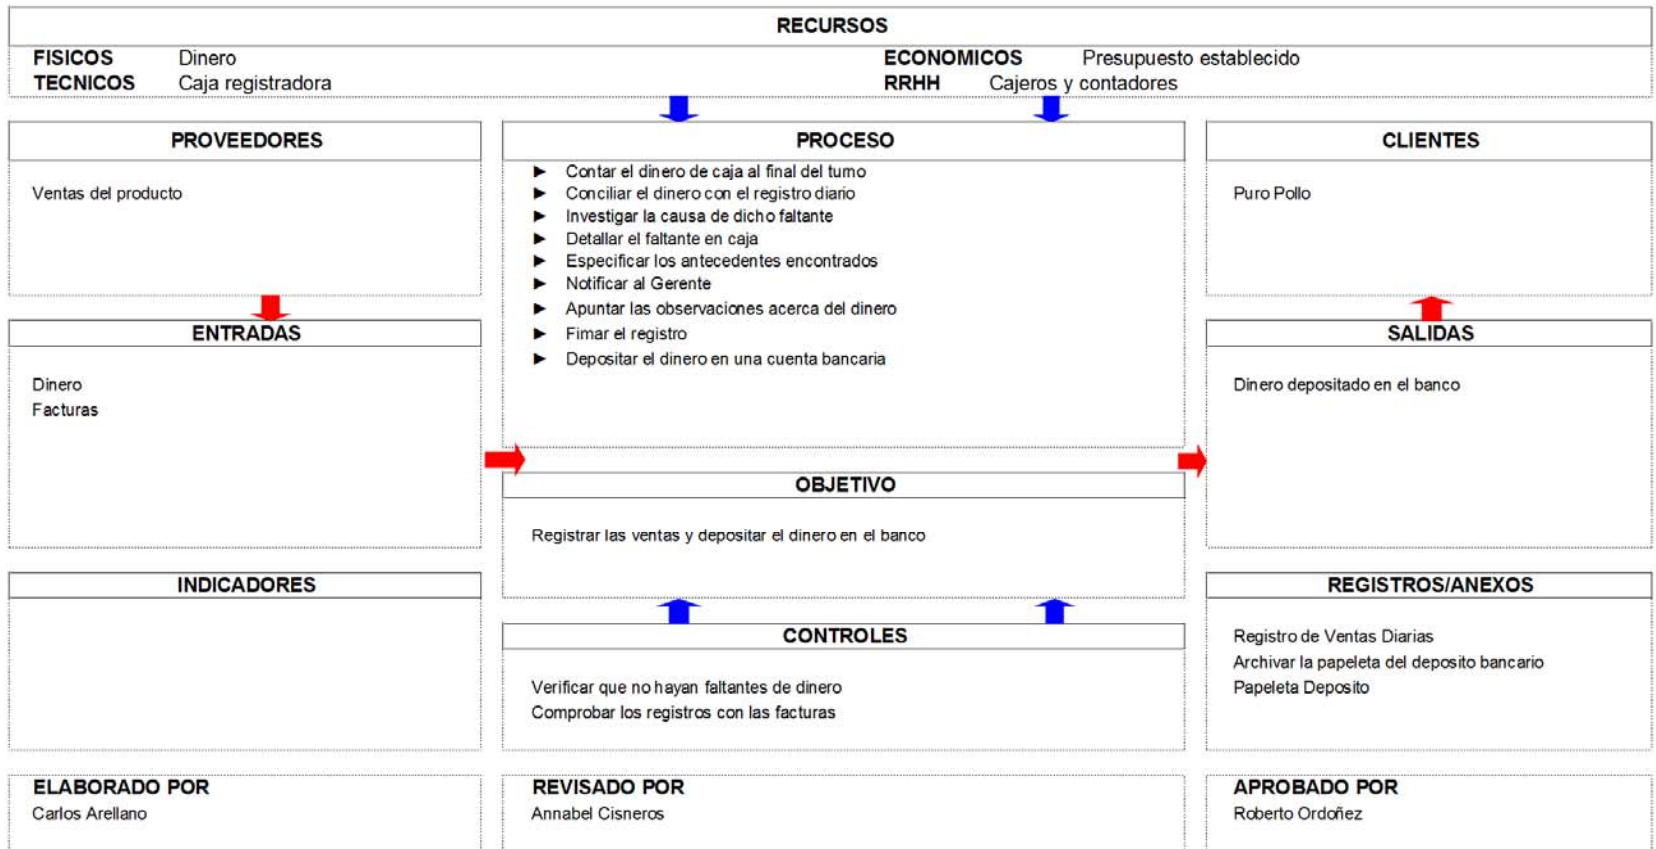 RECURSOS
FISICOS Dinero ECONOMICOS Presupuesto establecido
TECNICOS Caja registradora RRHH Cajeros y contadores
PROVEEDORES
Ventas del producto
ENTRADAS
Dinero
Facturas
INDICADORES
PROCESO
► Contar el dinero de caja al final del turno
► Conciliar el dinero con el registro diario
► Investigar la causa de dicho faltante
► Detallar el faltante en caja
► Especificar los antecedentes encontrados
► Notificar al Gerente
► Apuntar las observaciones acerca del dinero
► Fimar el registro
► Depositar el dinero en una cuenta bancaria
OBJETIVO
Registrar las ventas y depositar el dinero en el banco
CONTROLES
Verificar que no hayan faltantes de dinero
Comprobar los registros con las facturas
CLIENTES
Puro Pollo
SALIDAS
Dinero depositado en el banco
REGISTROS/ANEXOS
Registro de Ventas Diarias
Archivar la papeleta del deposito bancario
Papeleta Deposito
ELABORADO POR
Carlos Arellano
REVISADO POR
Annabel Cisneros
APROBADO POR
Roberto Ordoñez